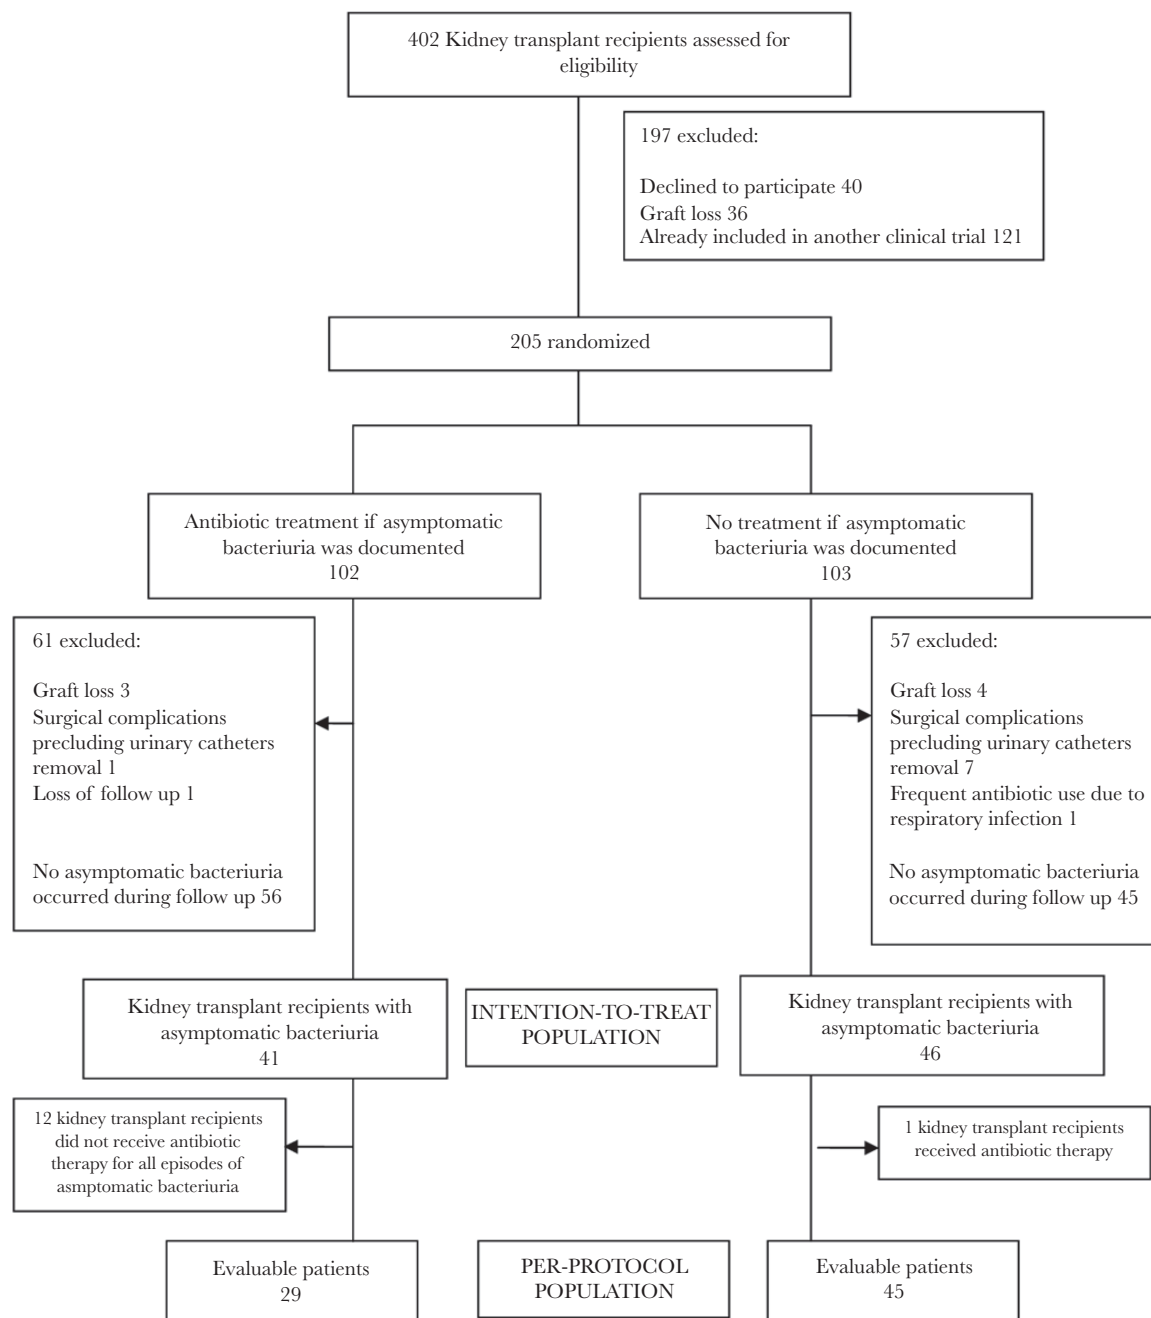 402 Kidney transplant recipients assessed for
eligibility
197 excluded:
Declined to participate 40
Graft loss 36
Already included in another clinical trial 121
205 randomized
Antibiotic treatment if asymptomatic
bacteriuria was documented
102
No treatment if asymptomatic
bacteriuria was documented
103
61 excluded:
Graft loss 3
Surgical complications
precluding urinary catheters
removal 1
Loss of follow up 1
No asymptomatic bacteriuria
occurred during follow up 56
57 excluded:
Graft loss 4
Surgical complications
precluding urinary catheters
removal 7
Frequent antibiotic use due to
respiratory infection 1
No asymptomatic bacteriuria
occurred during follow up 45
Kidney transplant recipients with
asymptomatic bacteriuria
41
INTENTION-TO-TREAT
POPULATION
Kidney transplant recipients with
asymptomatic bacteriuria
46
12 kidney transplant recipients
did not receive antibiotic
therapy for all episodes of
asmptomatic bacteriuria
1 kidney transplant recipients
received antibiotic therapy
Evaluable patients
29
PER-PROTOCOL
POPULATION
Evaluable patients
45